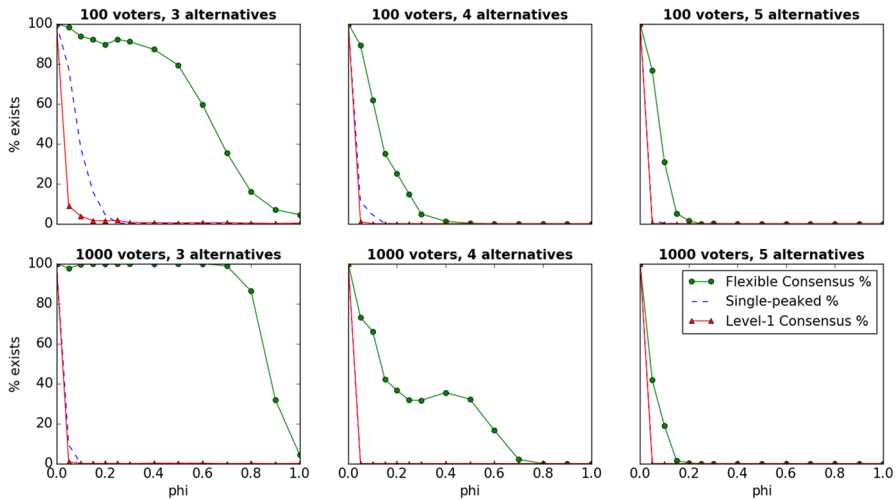 100 voters, 3 alternatives
100 voters, 4 alternatives
100 voters, 5 alternatives
100
80
60
40
20
0
% exists
1000 voters, 3 alternatives
1000 voters, 4 alternatives
1000 voters, 5 alternatives
100
80
60
40
20
0
% exists
Flexible Consensus %
Single-peaked %
Level-1 Consensus %
0.0 0.2 0.4 0.6 0.8 1.0
0.0 0.2 0.4 0.6 0.8 1.0
0.0 0.2 0.4 0.6 0.8 1.0
phi
phi
phi